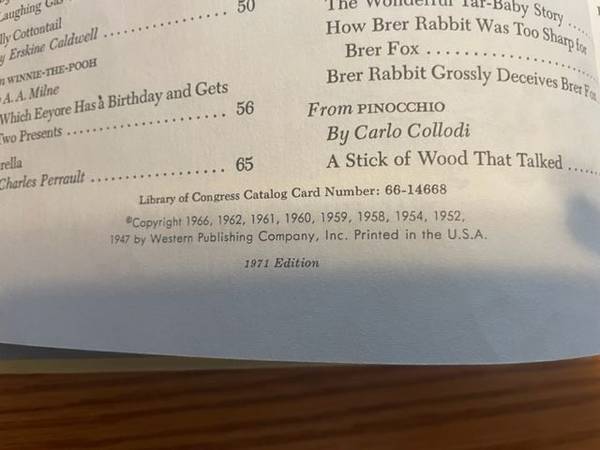 Laughing
50
Cottontail
Erskine Caldwell
WINNIE-THE-POOH
A. A. Milne
Which Eeyore Has a Birthday and Gets
Two Presents .................. 56
Charles Perrault .................. 65
The Wonderful Tar-Baby Story .....
How Brer Rabbit Was Too Sharp for
Brer Fox ....................
Brer Rabbit Grossly Deceives Brer
From PINOCCHIO
By Carlo Collodi
A Stick of Wood That Talked ......
Library of Congress Catalog Card Number: 66-14668
©Copyright 1966, 1962, 1961, 1960, 1959, 1958, 1954, 1952,
1947 by Western Publishing Company, Inc. Printed in the U.S.A.
1971 Edition